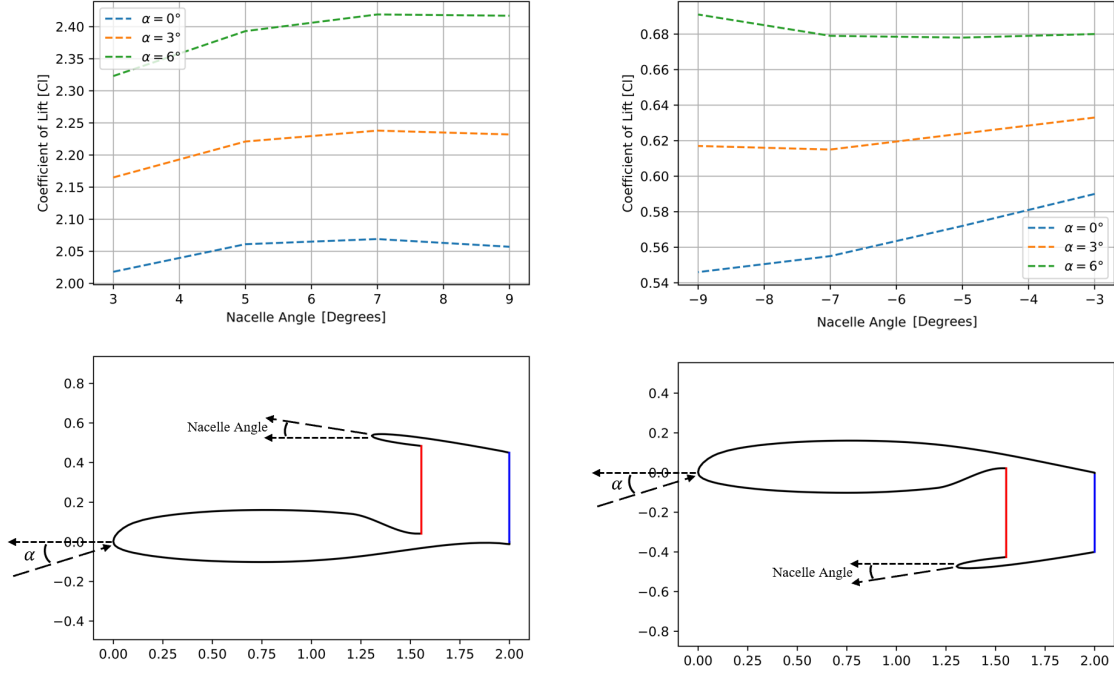 2.40
2.35
2.30
2.25
2.20
2.15
2.10
2.05
2.00
Coefficient of Lift [Cl]
α = 0°
α = 3°
α = 6°
3 4 5 6 7 8 9
Nacelle Angle [Degrees]
0.68
0.66
0.64
0.62
0.60
0.58
0.56
0.54
Coefficient of Lift [Cl]
α = 0°
α = 3°
α = 6°
−9 −8 −7 −6 −5 −4 −3
Nacelle Angle [Degrees]
0.8
0.6
0.4
0.2
0.0
−0.2
−0.4
Nacelle Angle
α
0.00 0.25 0.50 0.75 1.00 1.25 1.50 1.75 2.00
0.4
0.2
0.0
−0.2
−0.4
−0.6
−0.8
α
Nacelle Angle
0.00 0.25 0.50 0.75 1.00 1.25 1.50 1.75 2.00